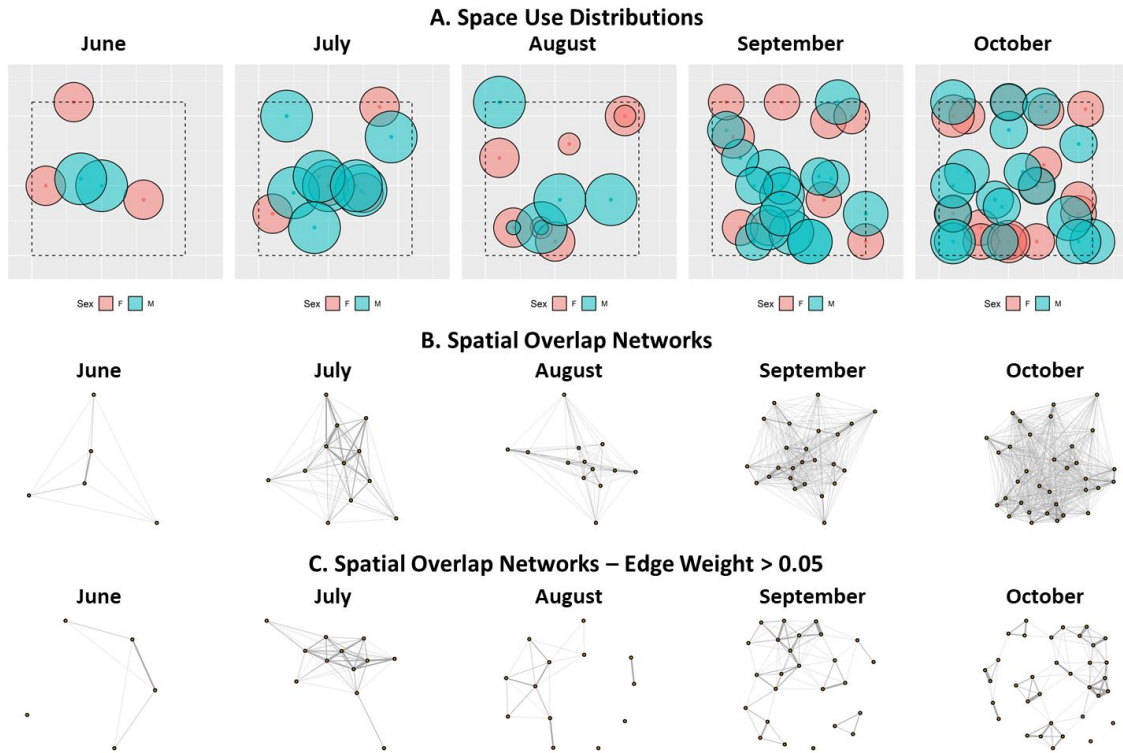 A. Space Use Distributions
June July August September October
Sex F M Sex F M Sex F M Sex F M Sex F M
B. Spatial Overlap Networks
June July August September October
C. Spatial Overlap Networks – Edge Weight > 0.05
June July August September October